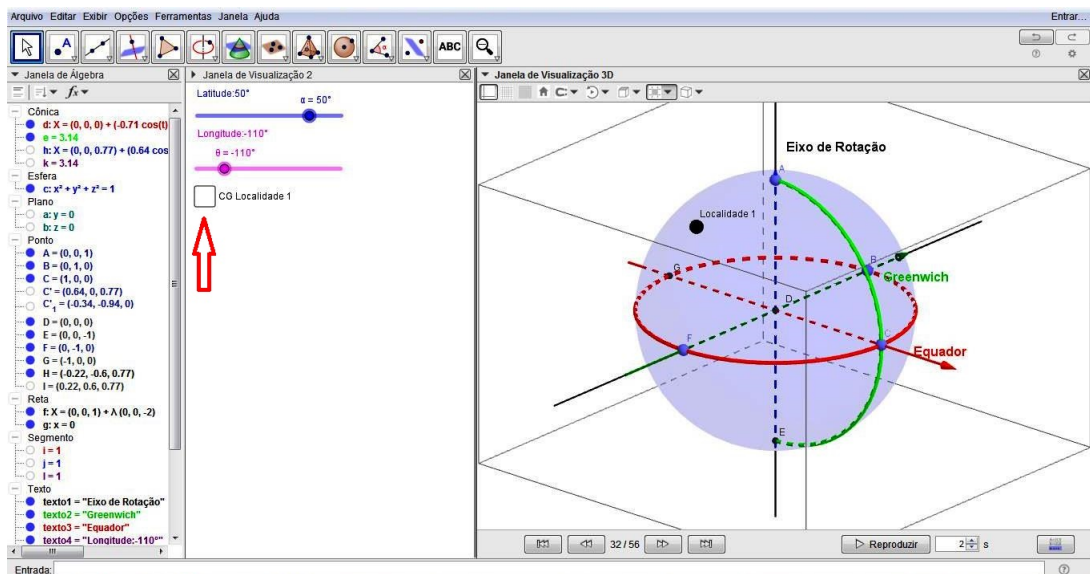 Arquivo Editar Exibir Opções Ferramentas Janela Ajuda
Entrar...
A
ABC
Janela de Álgebra
Cônica
d: X = (0, 0, 0) + (-0.71 cos(t)
e = 3.14
h: X = (0, 0, 0.77) + (0.64 cos
k = 3.14
Esfera
c: x² + y² + z² = 1
Plano
a: y = 0
b: z = 0
Ponto
A = (0, 0, 1)
B = (0, 1, 0)
C = (1, 0, 0)
C' = (0.64, 0, 0.77)
C'₁ = (-0.34, -0.94, 0)
D = (0, 0, 0)
E = (0, 0, -1)
F = (0, -1, 0)
G = (-1, 0, 0)
H = (-0.22, -0.6, 0.77)
I = (0.22, 0.6, 0.77)
Reta
f: X = (0, 0, 1) + λ (0, 0, -2)
g: x = 0
Segmento
i = 1
j = 1
l = 1
Texto
texto1 = "Eixo de Rotação"
texto2 = "Greenwich"
texto3 = "Equador"
texto4 = "Longitude:-110°"
Janela de Visualização 2
Latitude:50°
α = 50°
Longitude:-110°
θ = -110°
CG Localidade 1
Janela de Visualização 3D
Eixo de Rotação
A
Localidade 1
G
B
Greenwich
D
F
C
Equador
E
32 / 56
Reproduzir
2
s
Entrada: